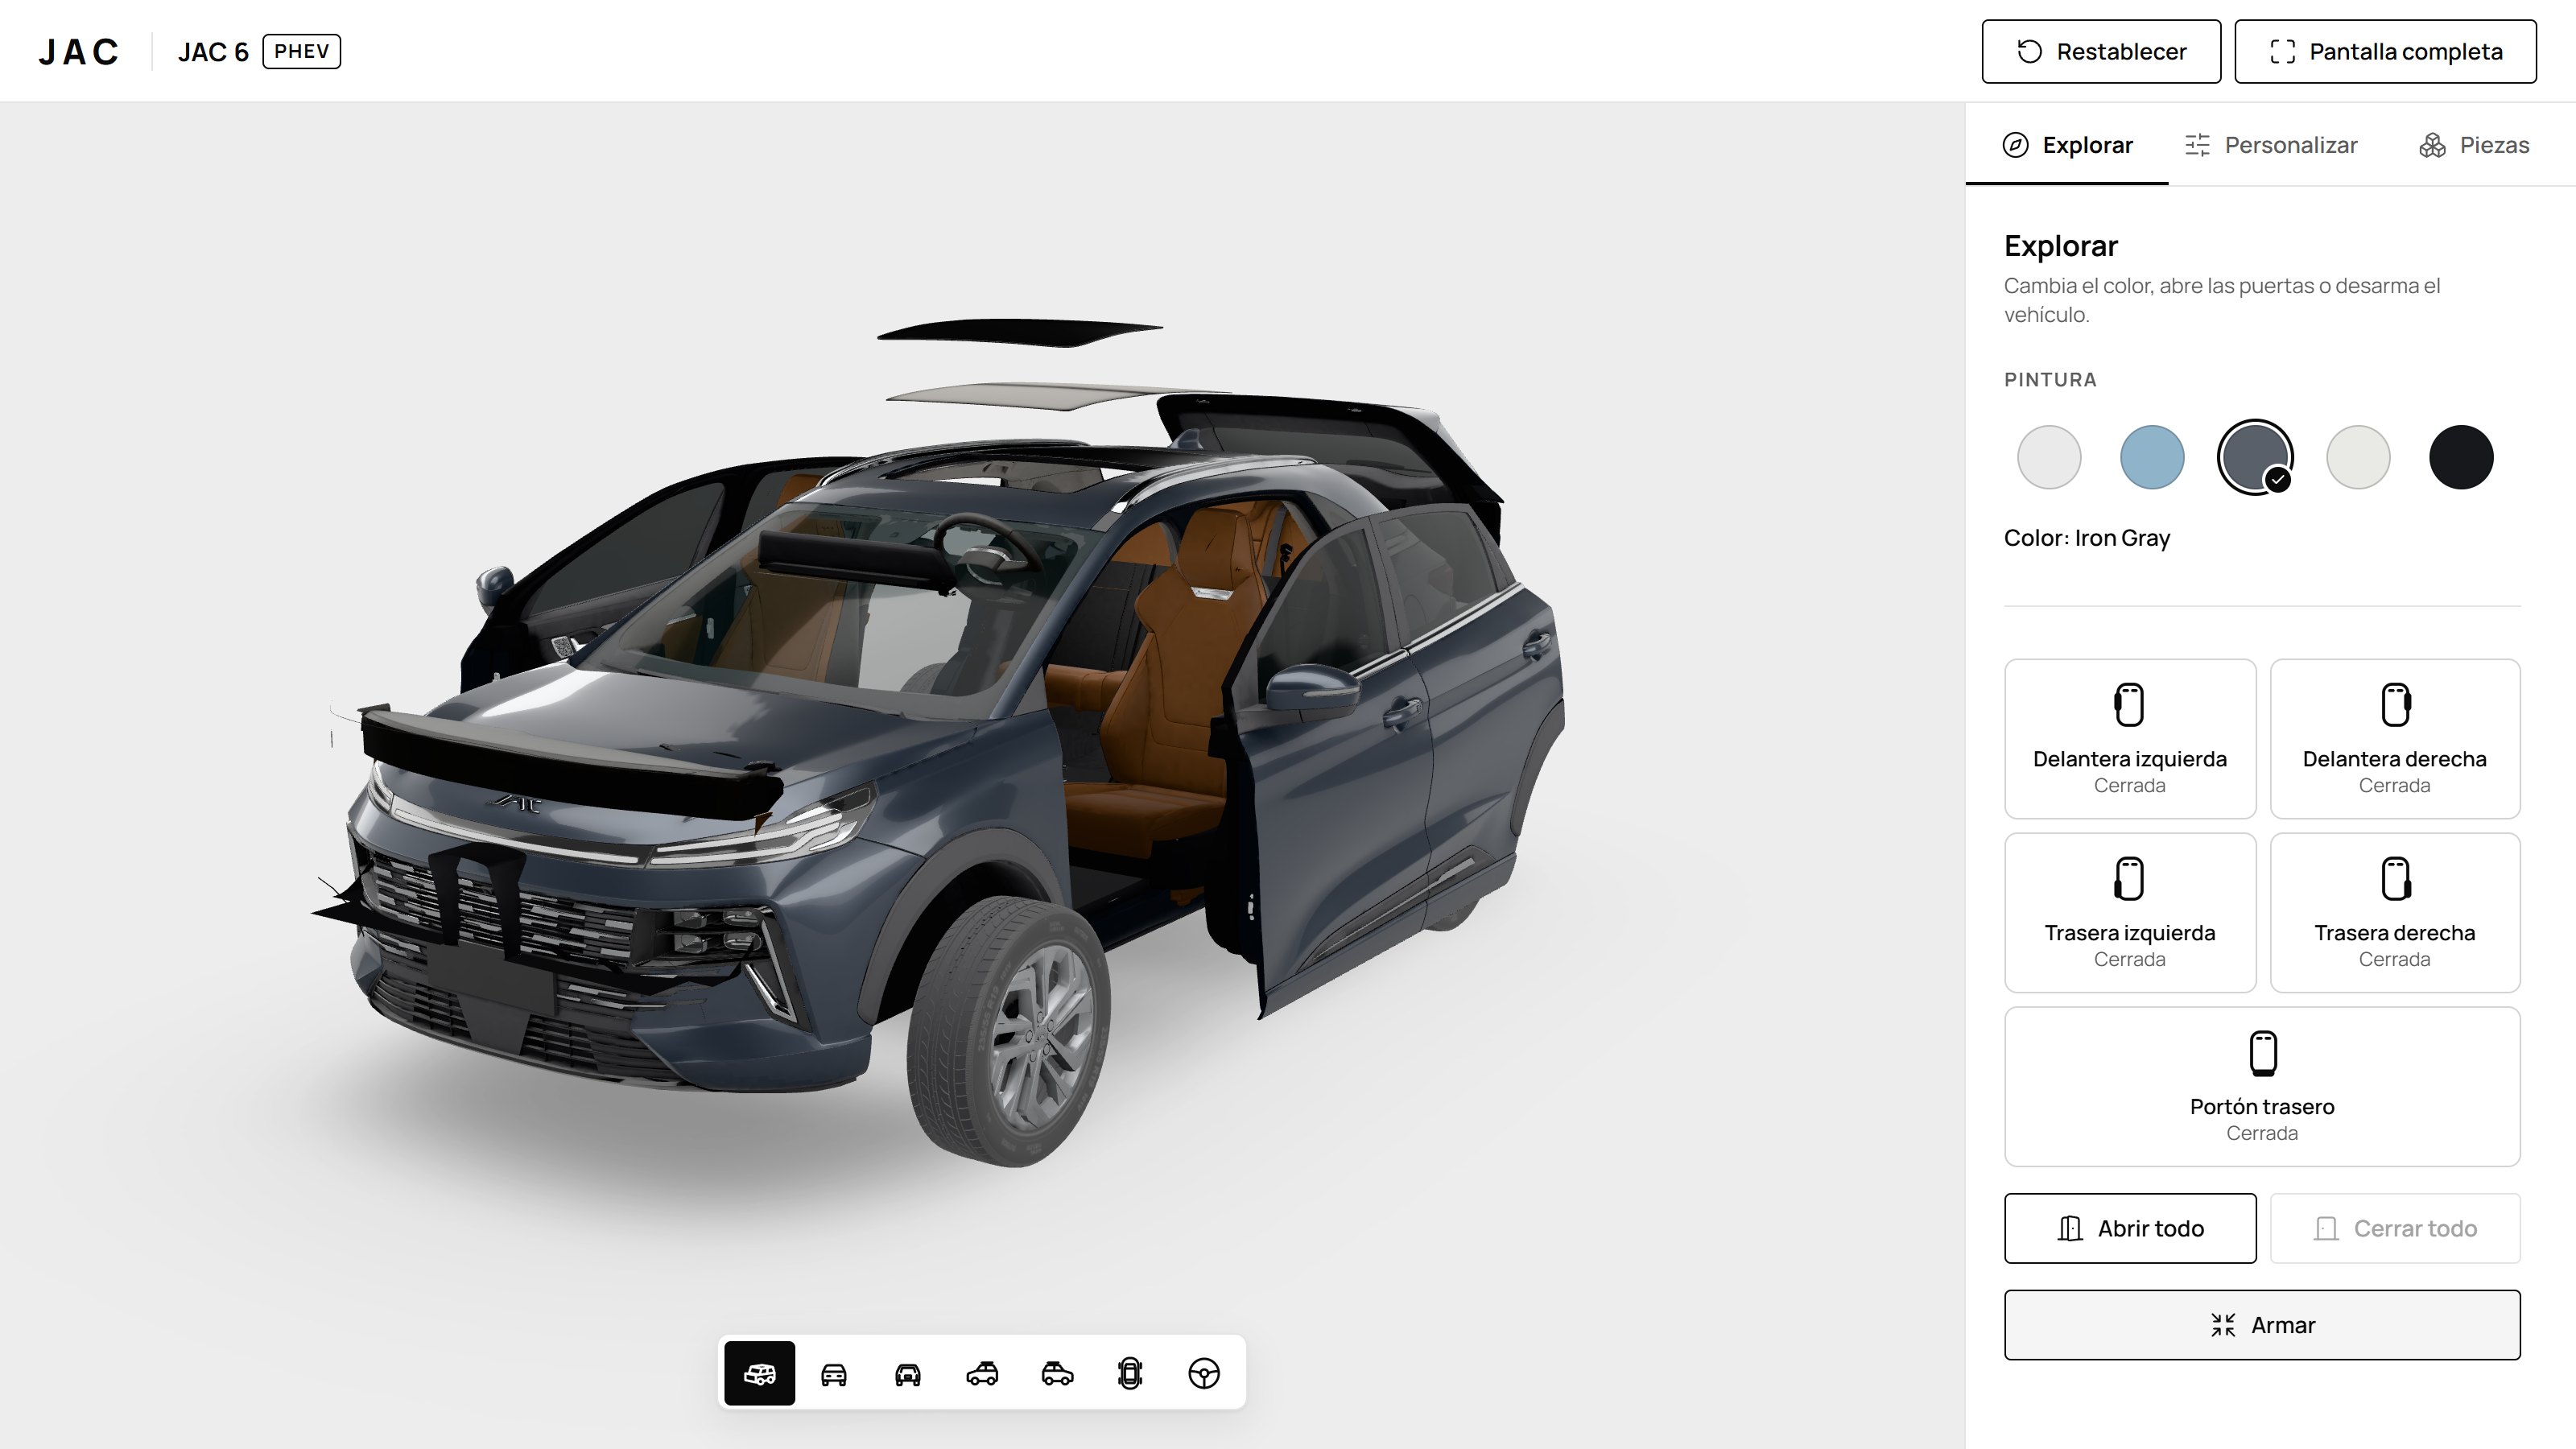 JAC
JAC 6 PHEV
Restablecer
Pantalla completa
Explorar
Personalizar
Piezas
Explorar
Cambia el color, abre las puertas o desarma el
vehículo.
PINTURA
Color: Iron Gray
Delantera izquierda
Cerrada
Delantera derecha
Cerrada
Trasera izquierda
Cerrada
Trasera derecha
Cerrada
Portón trasero
Cerrada
Abrir todo
Cerrar todo
Armar
JAC